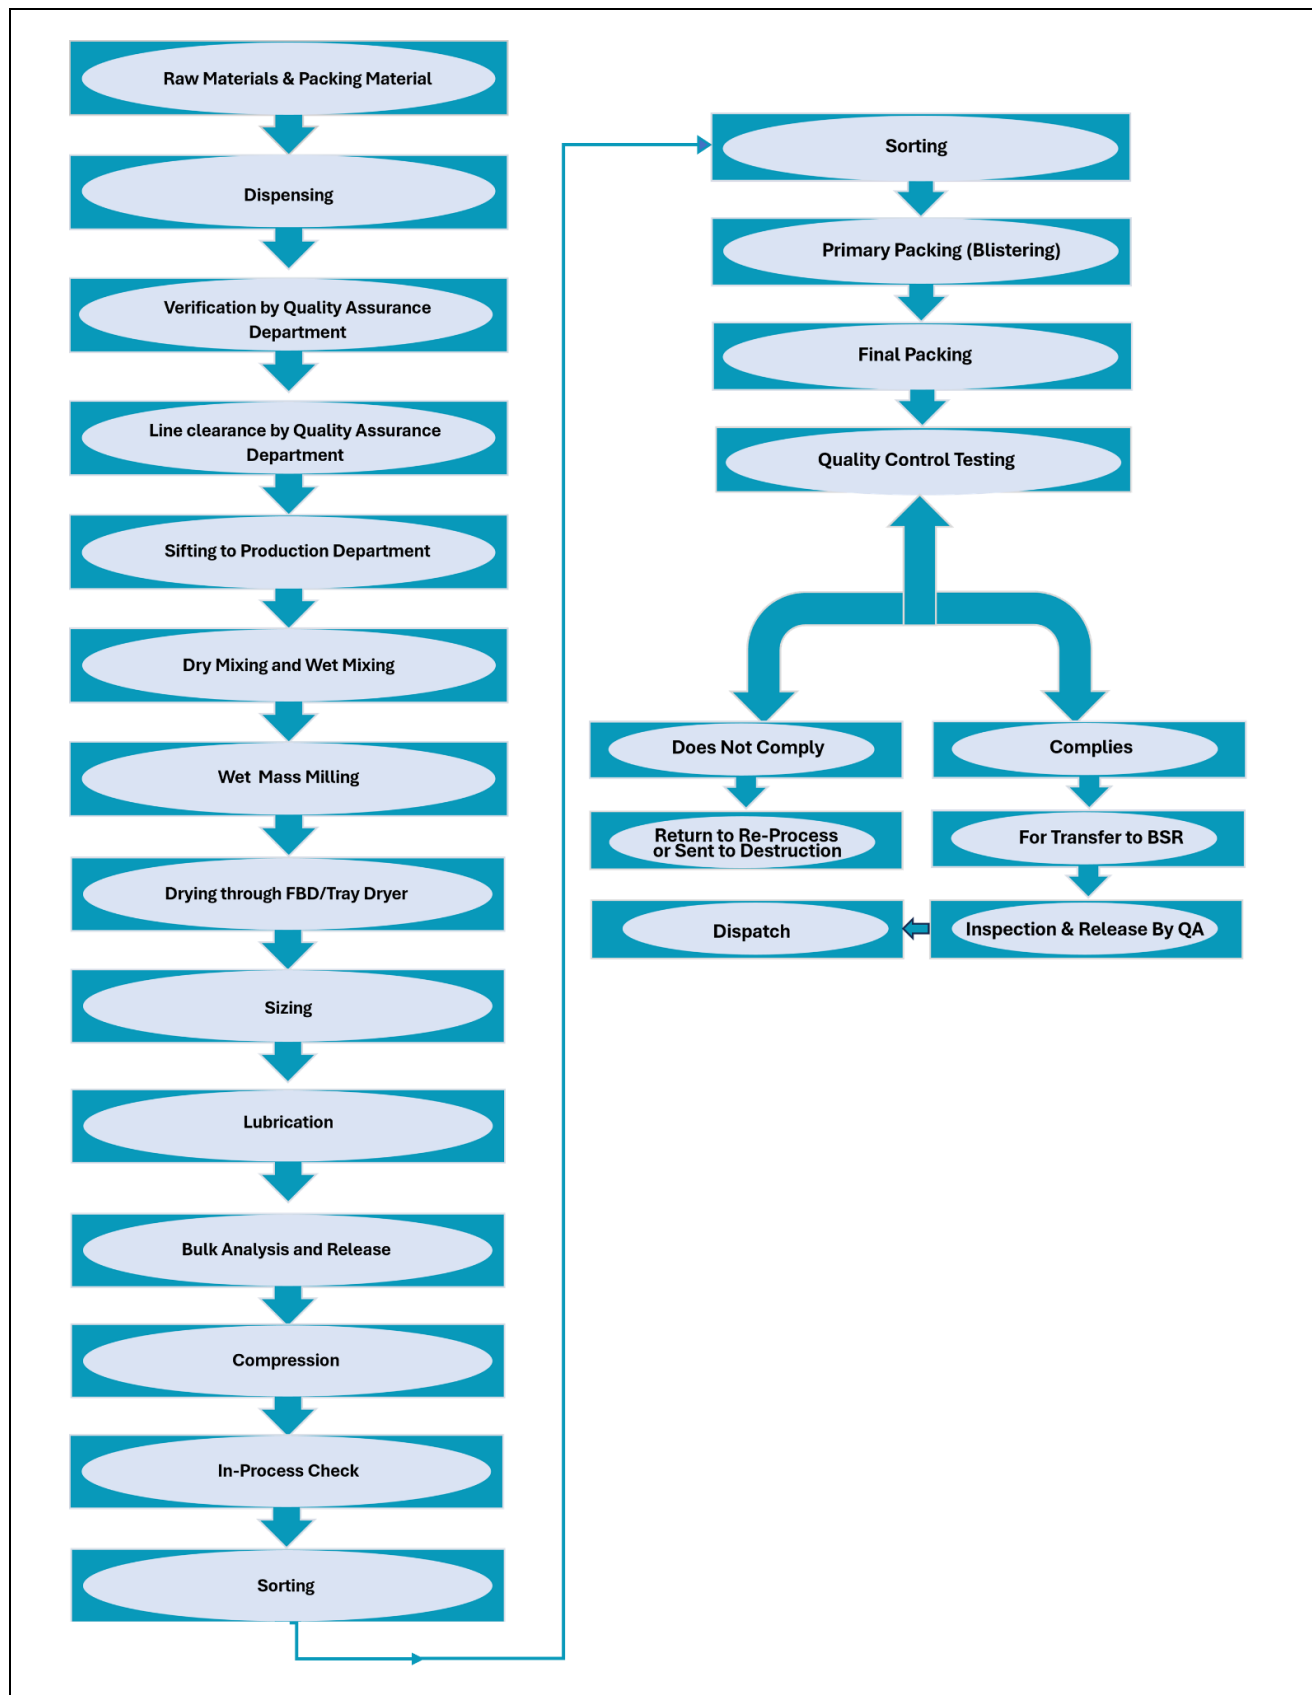 Raw Materials & Packing Material
Dispensing
Verification by Quality Assurance
Department
Line clearance by Quality Assurance
Department
Sifting to Production Department
Dry Mixing and Wet Mixing
Wet Mass Milling
Drying through FBD/Tray Dryer
Sizing
Lubrication
Bulk Analysis and Release
Compression
In-Process Check
Sorting
Sorting
Primary Packing (Blistering)
Final Packing
Quality Control Testing
Does Not Comply
Complies
Return to Re-Process
or Sent to Destruction
For Transfer to BSR
Inspection & Release By QA
Dispatch